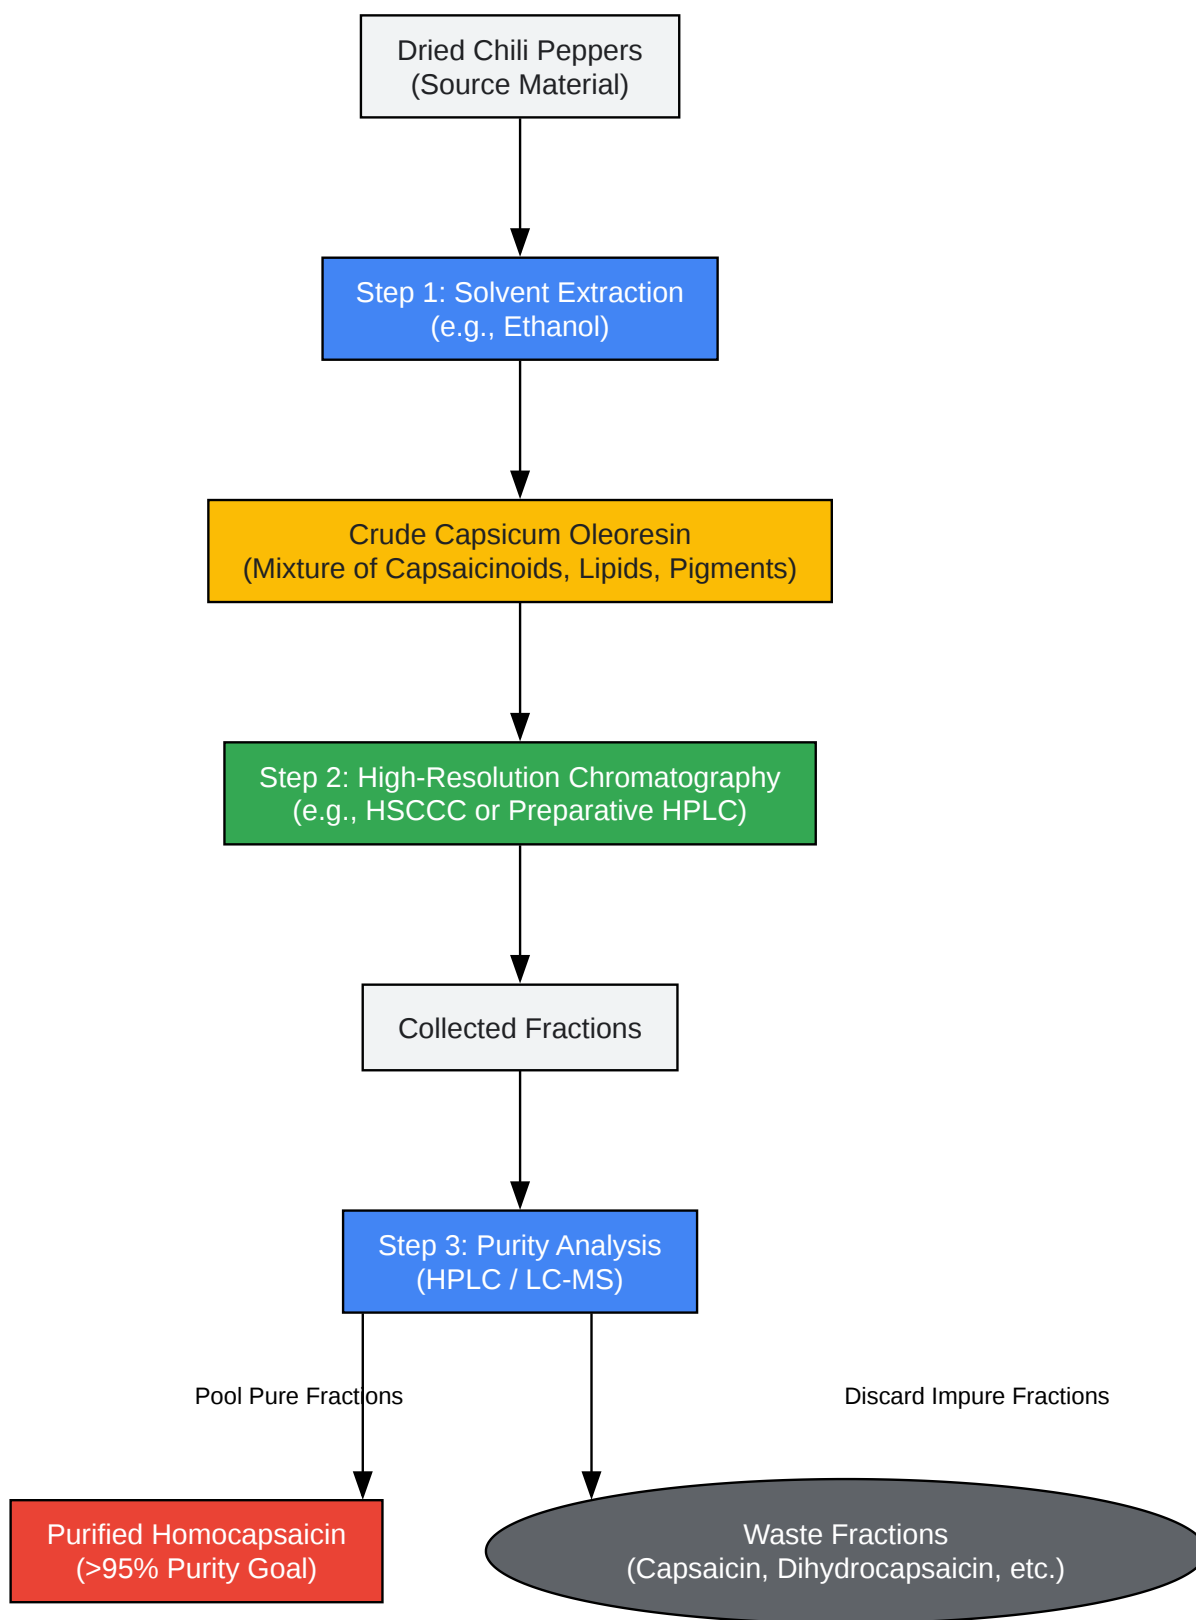 Dried Chili Peppers
(Source Material)
Step 1: Solvent Extraction
(e.g., Ethanol)
Crude Capsicum Oleoresin
(Mixture of Capsaicinoids, Lipids, Pigments)
Step 2: High-Resolution Chromatography
(e.g., HSCCC or Preparative HPLC)
Collected Fractions
Step 3: Purity Analysis
(HPLC / LC-MS)
Pool Pure Fractions
Discard Impure Fractions
Purified Homocapsaicin
(>95% Purity Goal)
Waste Fractions
(Capsaicin, Dihydrocapsaicin, etc.)